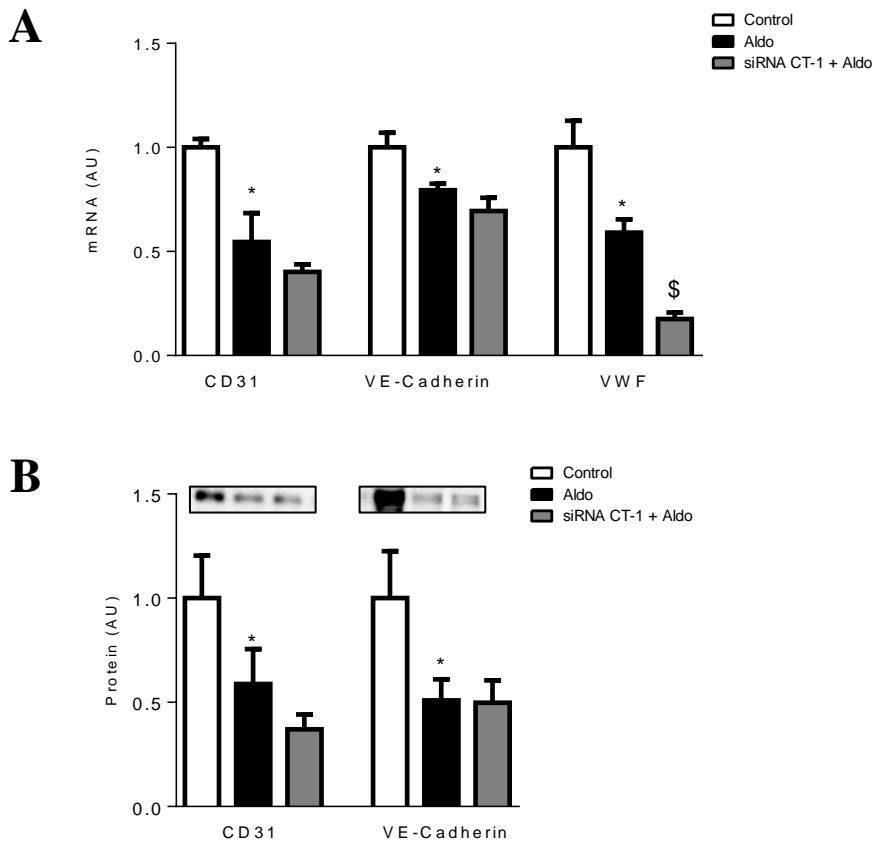 A
Control
Aldo
siRNA CT-1 + Aldo
1.5
1.0
0.5
0.0
mRNA (AU)
*
*
*
$
CD31
VE-Cadherin
VWF
B
Control
Aldo
siRNA CT-1 + Aldo
1.5
1.0
0.5
0.0
Protein (AU)
*
*
CD31
VE-Cadherin